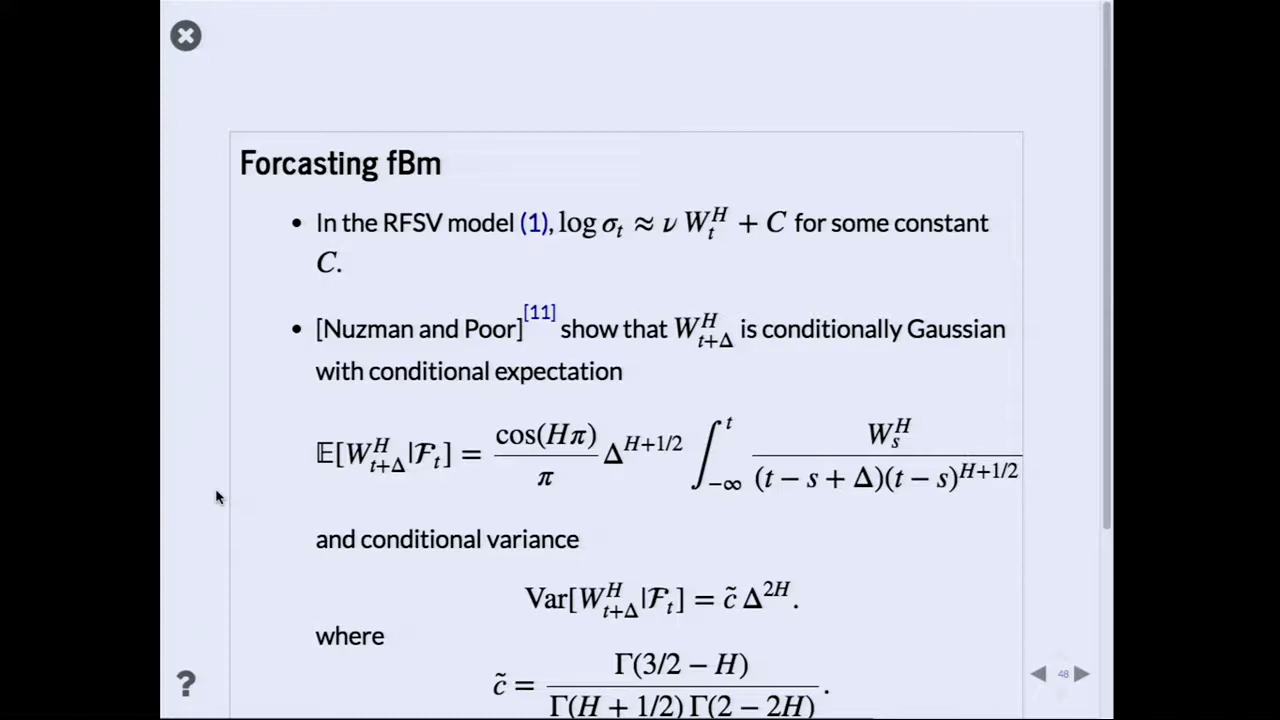 Forcasting fBm
• In the RFSV model (1), log σ_t ≈ ν W_t^H + C for some constant
C.
• [Nuzman and Poor]^[11] show that W_{t+Δ}^H is conditionally Gaussian
with conditional expectation
𝔼[W_{t+Δ}^H|ℱ_t] = cos(Hπ)/π Δ^{H+1/2} ∫_{−∞}^t W_s^H/((t − s + Δ)(t − s)^{H+1/2})
and conditional variance
Var[W_{t+Δ}^H|ℱ_t] = c̃ Δ^{2H}.
where
c̃ = Γ(3/2 − H)/(Γ(H + 1/2) Γ(2 − 2H)).
?
48